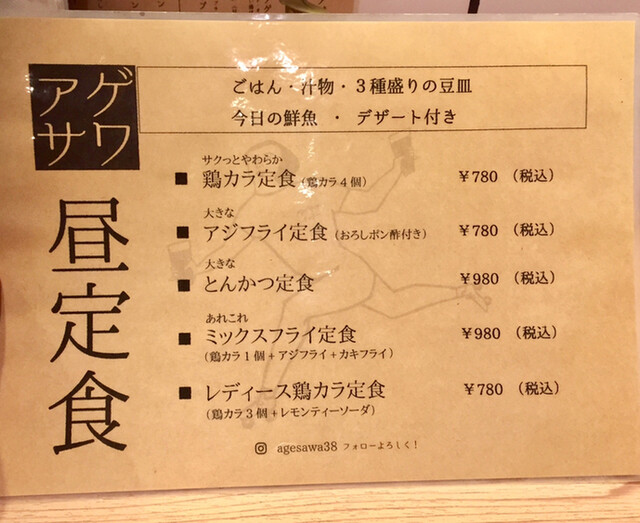 アゲ
サワ
昼定食
ごはん・汁物・3種盛りの豆皿
今日の鮮魚 ・ デザート付き
サクっとやわらか
■ 鶏カラ定食（鶏カラ4個） ￥780 （税込）
大きな
■ アジフライ定食（おろしポン酢付き） ￥780 （税込）
大きな
■ とんかつ定食 ￥980 （税込）
あれこれ
■ ミックスフライ定食 ￥980 （税込）
（鶏カラ1個+アジフライ+カキフライ）
■ レディース鶏カラ定食 ￥780 （税込）
（鶏カラ3個+レモンティーソーダ）
agesawa38 フォローよろしく！